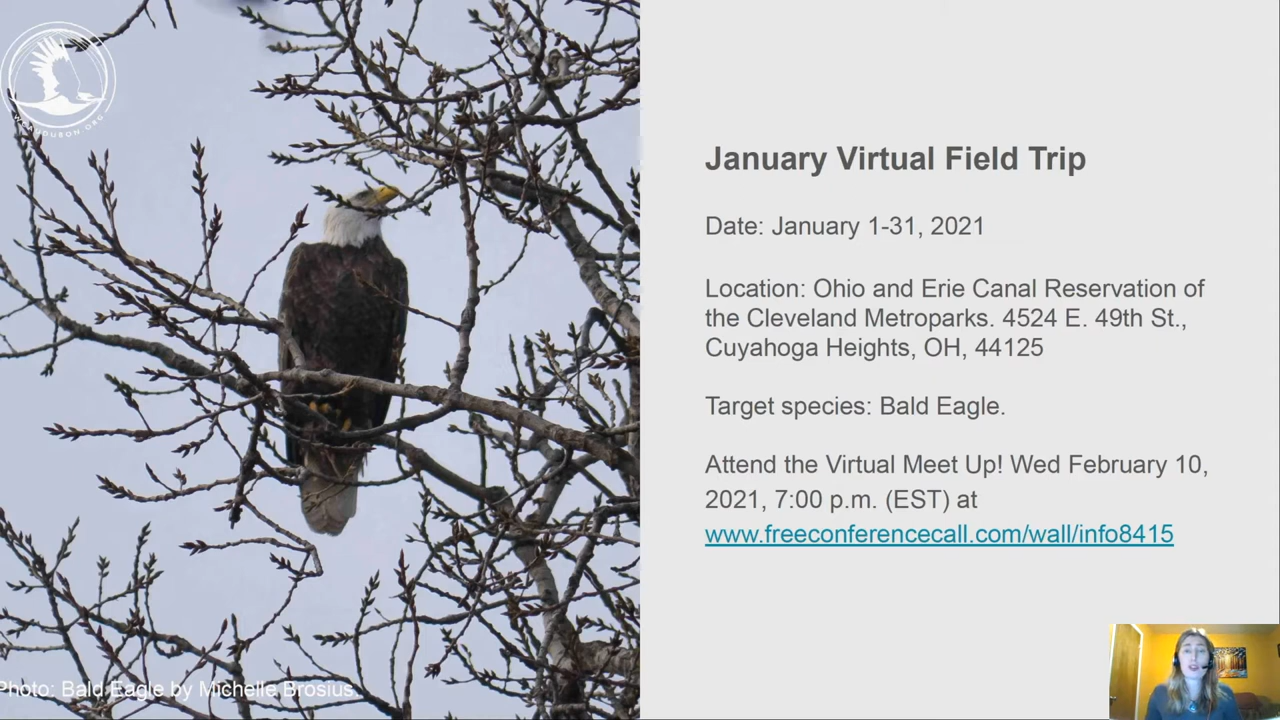 WCAUDUBON.ORG
January Virtual Field Trip
Date: January 1-31, 2021
Location: Ohio and Erie Canal Reservation of
the Cleveland Metroparks. 4524 E. 49th St.,
Cuyahoga Heights, OH, 44125
Target species: Bald Eagle.
Attend the Virtual Meet Up! Wed February 10,
2021, 7:00 p.m. (EST) at
www.freeconferencecall.com/wall/info8415
Photo: Bald Eagle by Michelle Brosius